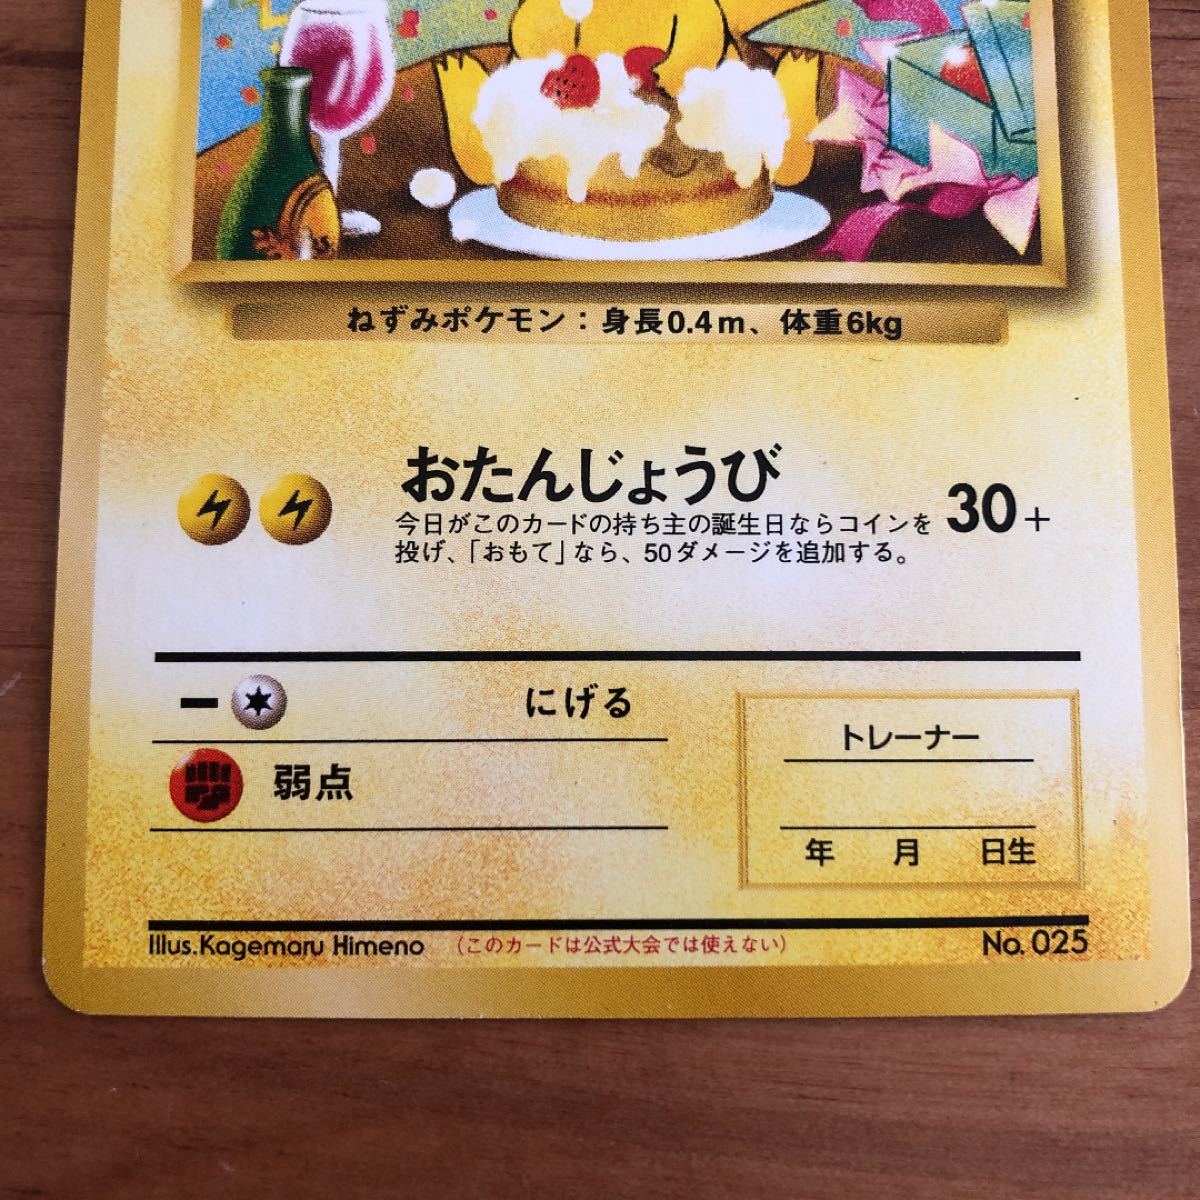 ねずみポケモン：身長0.4m、体重6kg
おたんじょうび
今日がこのカードの持ち主の誕生日ならコインを
投げ、「おもて」なら、50ダメージを追加する。
30+
にげる
弱点
トレーナー
年 月 日生
Illus.Kagemaru Himeno （このカードは公式大会では使えない） No. 025